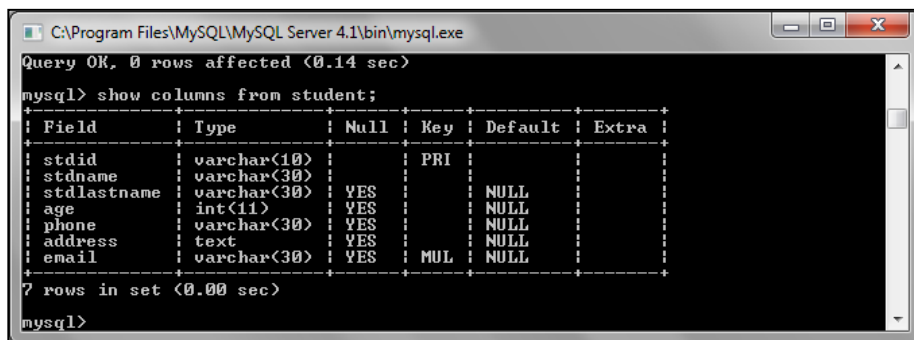 C:\Program Files\MySQL\MySQL Server 4.1\bin\mysql.exe
Query OK, 0 rows affected (0.14 sec)
mysql> show columns from student;
+-------------+-------------+------+-----+---------+-------+
| Field | Type | Null | Key | Default | Extra |
+-------------+-------------+------+-----+---------+-------+
| stdid | varchar(10) | | PRI | | |
| stdname | varchar(30) | | | | |
| stdlastname | varchar(30) | YES | | NULL | |
| age | int(11) | YES | | NULL | |
| phone | varchar(30) | YES | | NULL | |
| address | text | YES | | NULL | |
| email | varchar(30) | YES | MUL | NULL | |
+-------------+-------------+------+-----+---------+-------+
7 rows in set (0.00 sec)
mysql>